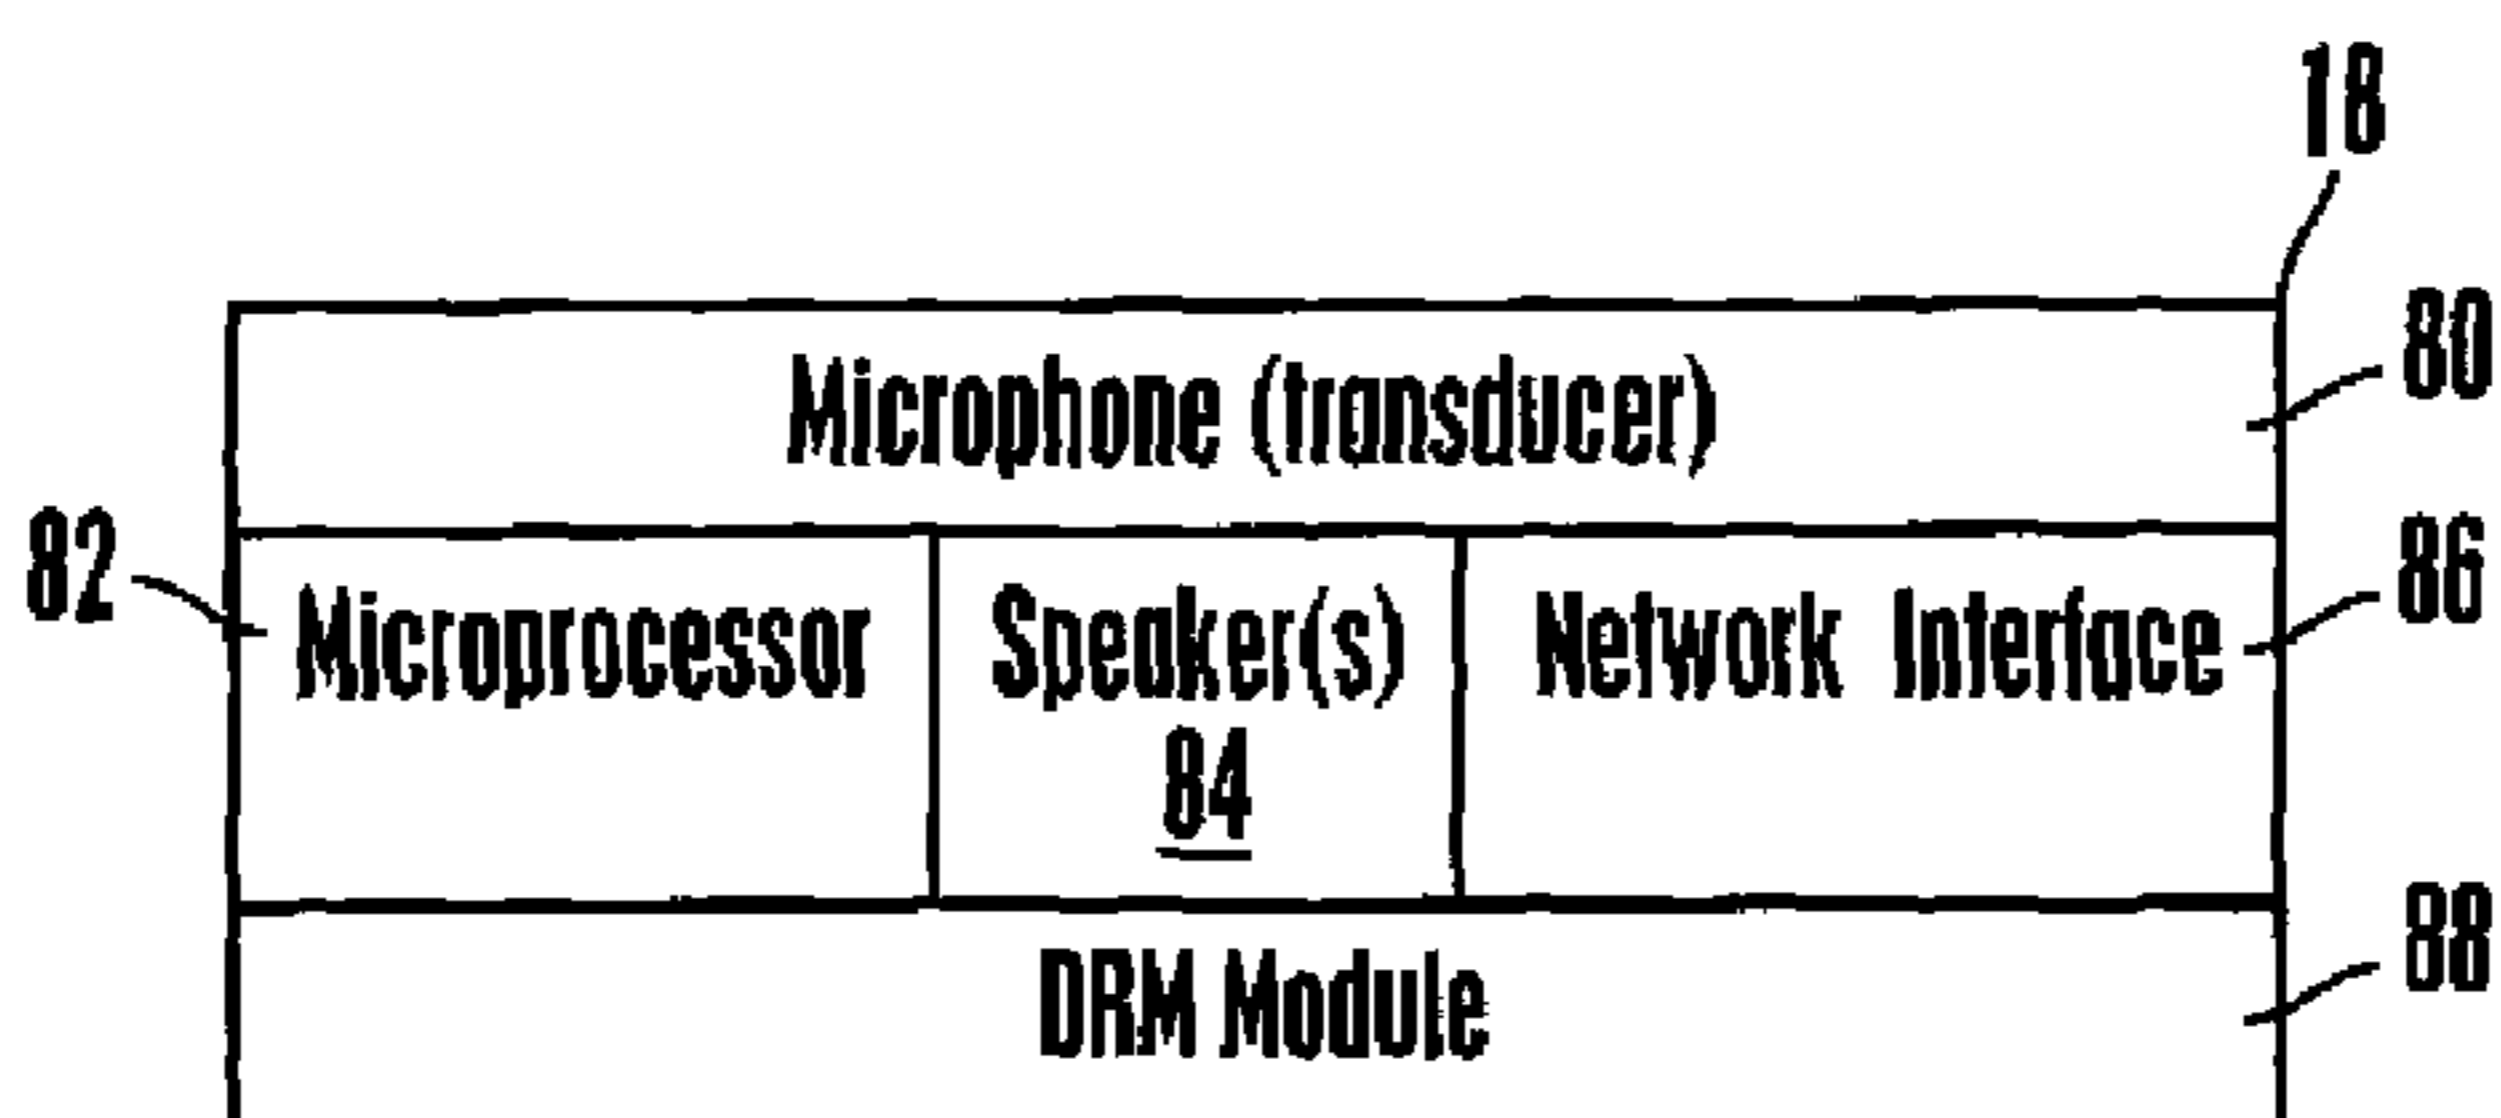 18
Microphone (transducer)
80
82
Microprocessor
Speaker(s)
84
Network Interface
86
DRM Module
88